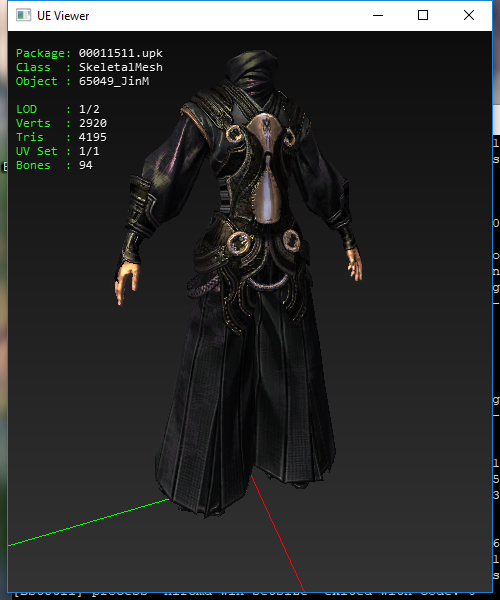 UE Viewer
Package: 00011511.upk
Class : SkeletalMesh
Object : 65049_JinM
LOD : 1/2
Verts : 2920
Tris : 4195
UV Set : 1/1
Bones : 94